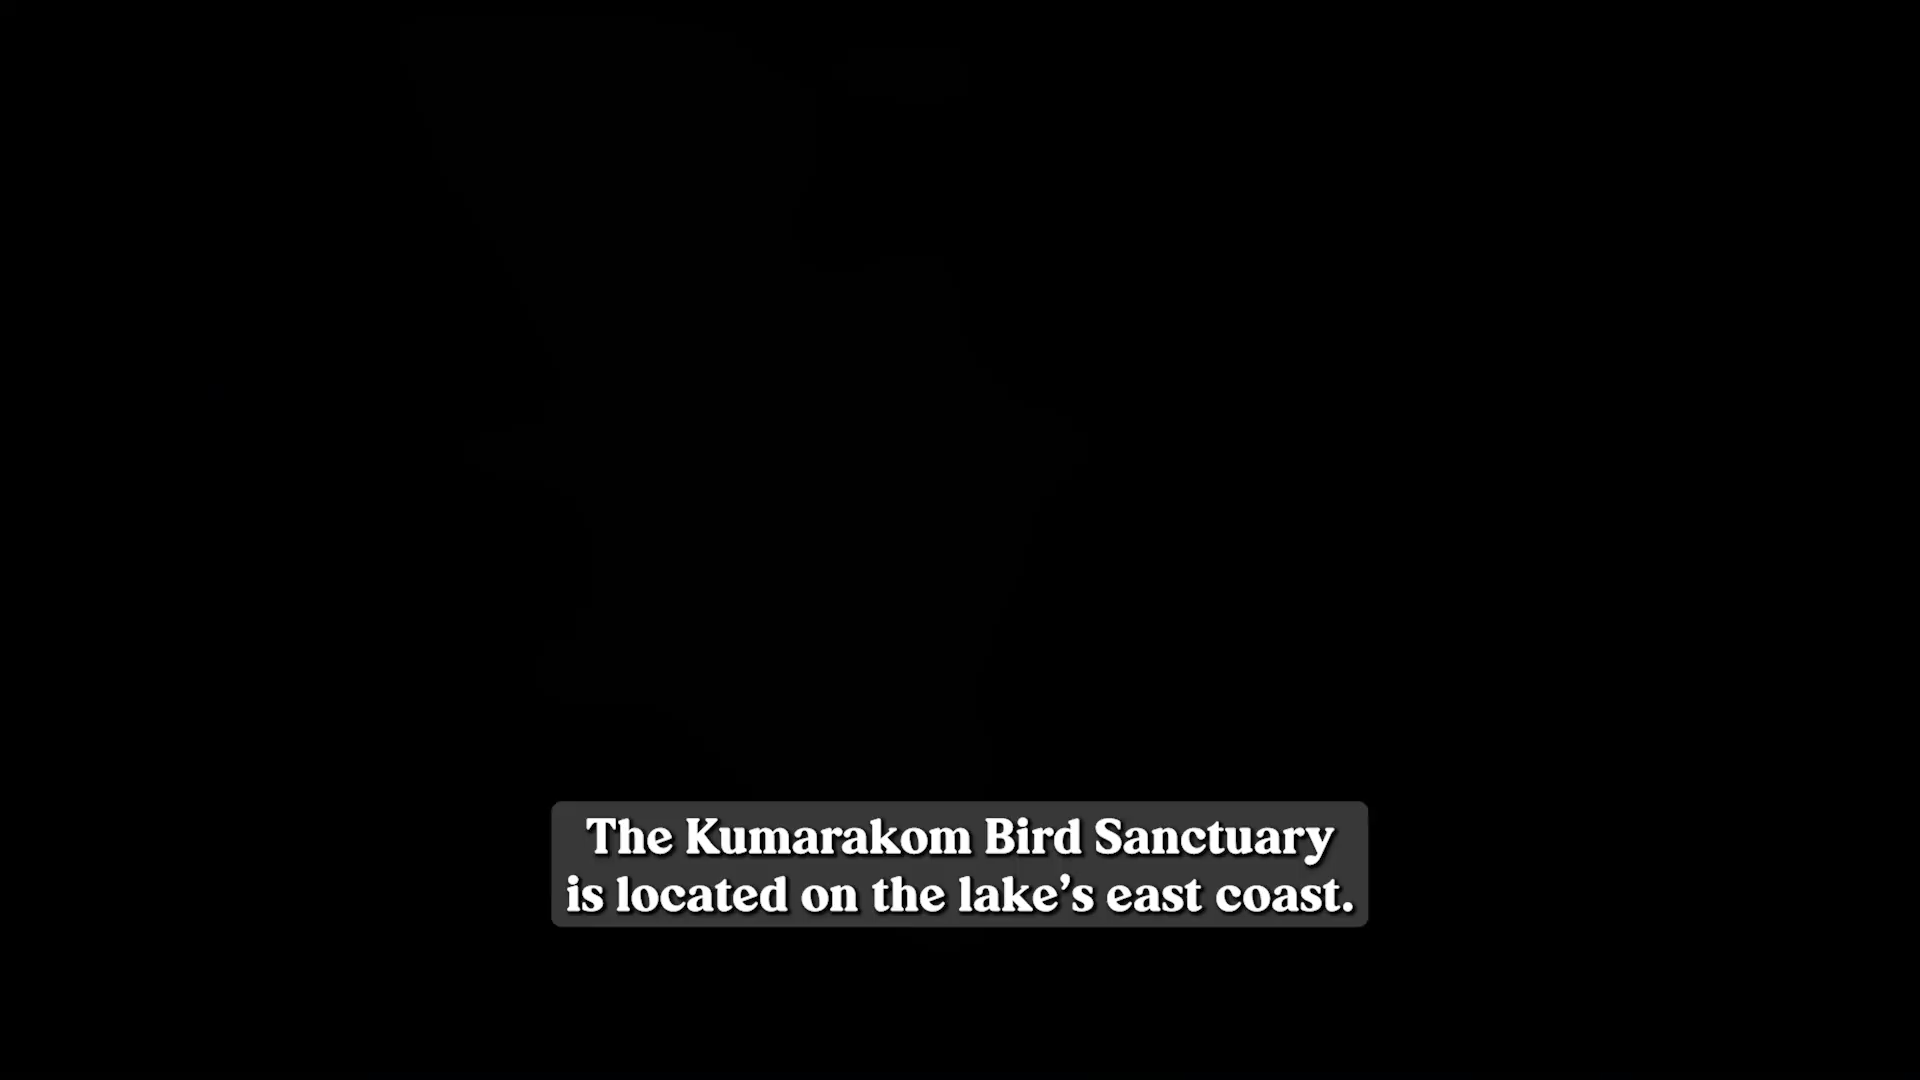 The Kumarakom Bird Sanctuary
is located on the lake’s east coast.